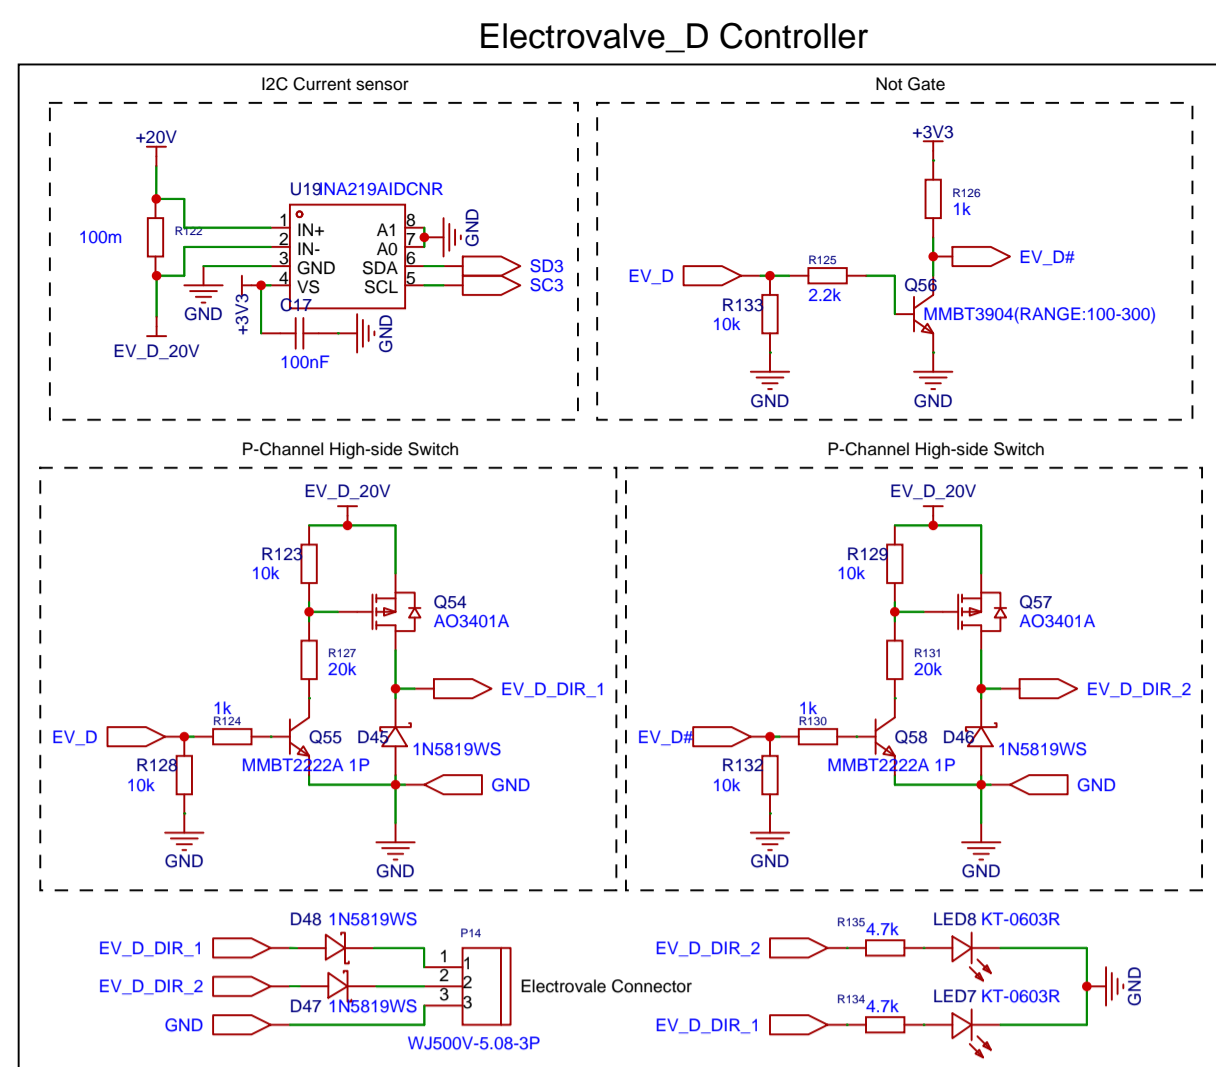 Electrovalve_D Controller
I2C Current sensor
+20V
U19 INA219AIDCNR
100m
R122
1
2
3
4
IN+
IN-
GND
VS
A1
A0
SDA
SCL
8
7
6
5
GND
SD3
SC3
GND
+3V3
C17
100nF
GND
EV_D_20V
Not Gate
+3V3
R126
1k
EV_D#
EV_D
R125
2.2k
R133
10k
Q56
MMBT3904(RANGE:100-300)
GND
GND
P-Channel High-side Switch
EV_D_20V
R123
10k
Q54
AO3401A
R127
20k
EV_D_DIR_1
EV_D
1k
R124
R128
10k
Q55
MMBT2222A 1P
D45
1N5819WS
GND
GND
GND
P-Channel High-side Switch
EV_D_20V
R129
10k
Q57
AO3401A
R131
20k
EV_D_DIR_2
EV_D#
1k
R130
R132
10k
Q58
MMBT2222A 1P
D46
1N5819WS
GND
GND
GND
D48 1N5819WS
EV_D_DIR_1
EV_D_DIR_2
D47 1N5819WS
GND
P14
1
2
3
1
2
3
Electrovale Connector
WJ500V-5.08-3P
R135
4.7k
LED8 KT-0603R
EV_D_DIR_2
R134
4.7k
LED7 KT-0603R
EV_D_DIR_1
GND